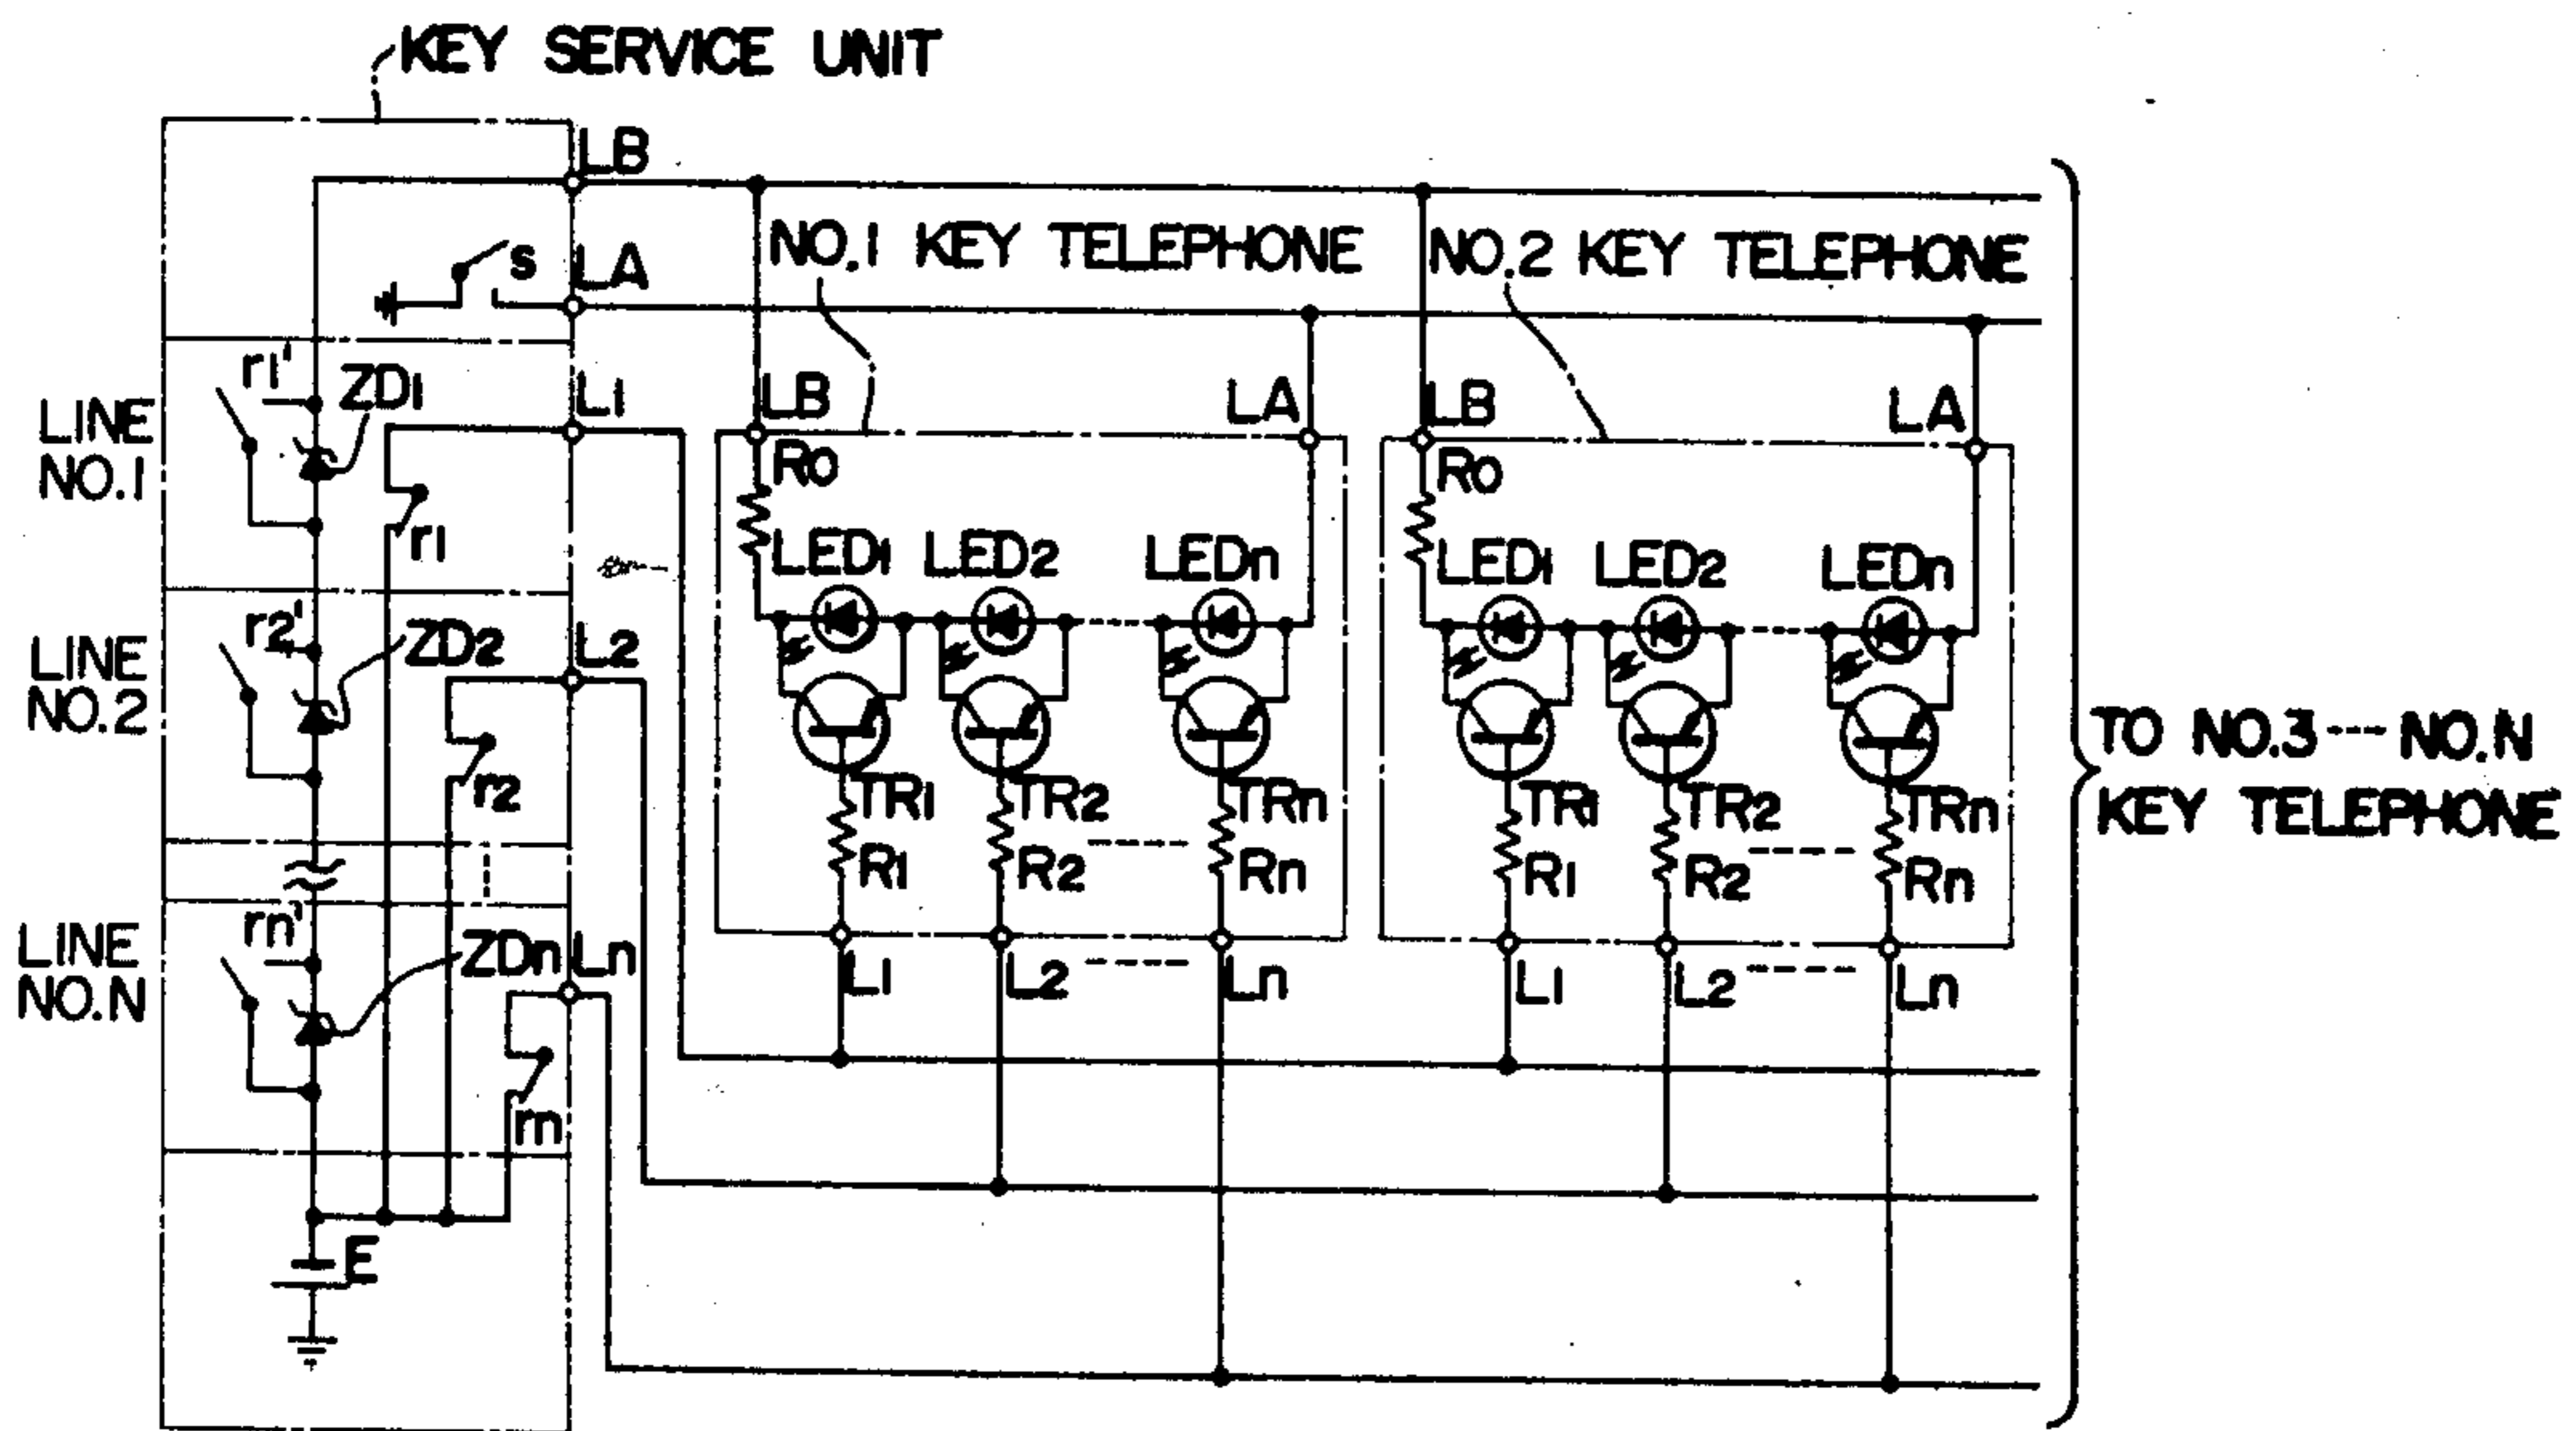 KEY SERVICE UNIT
LB
S
LA
NO.1 KEY TELEPHONE
NO.2 KEY TELEPHONE
LINE
NO.1
r1'
ZD1
L1
r1
LB
LA
LB
LA
R0
R0
LED1
LED2
LEDn
LED1
LED2
LEDn
LINE
NO.2
r2'
ZD2
L2
r2
TR1
TR2
TRn
TR1
TR2
TRn
R1
R2
Rn
R1
R2
Rn
TO NO.3 --- NO.N
KEY TELEPHONE
LINE
NO.N
rn'
ZDn
Ln
rn
L1
L2
Ln
L1
L2
Ln
E